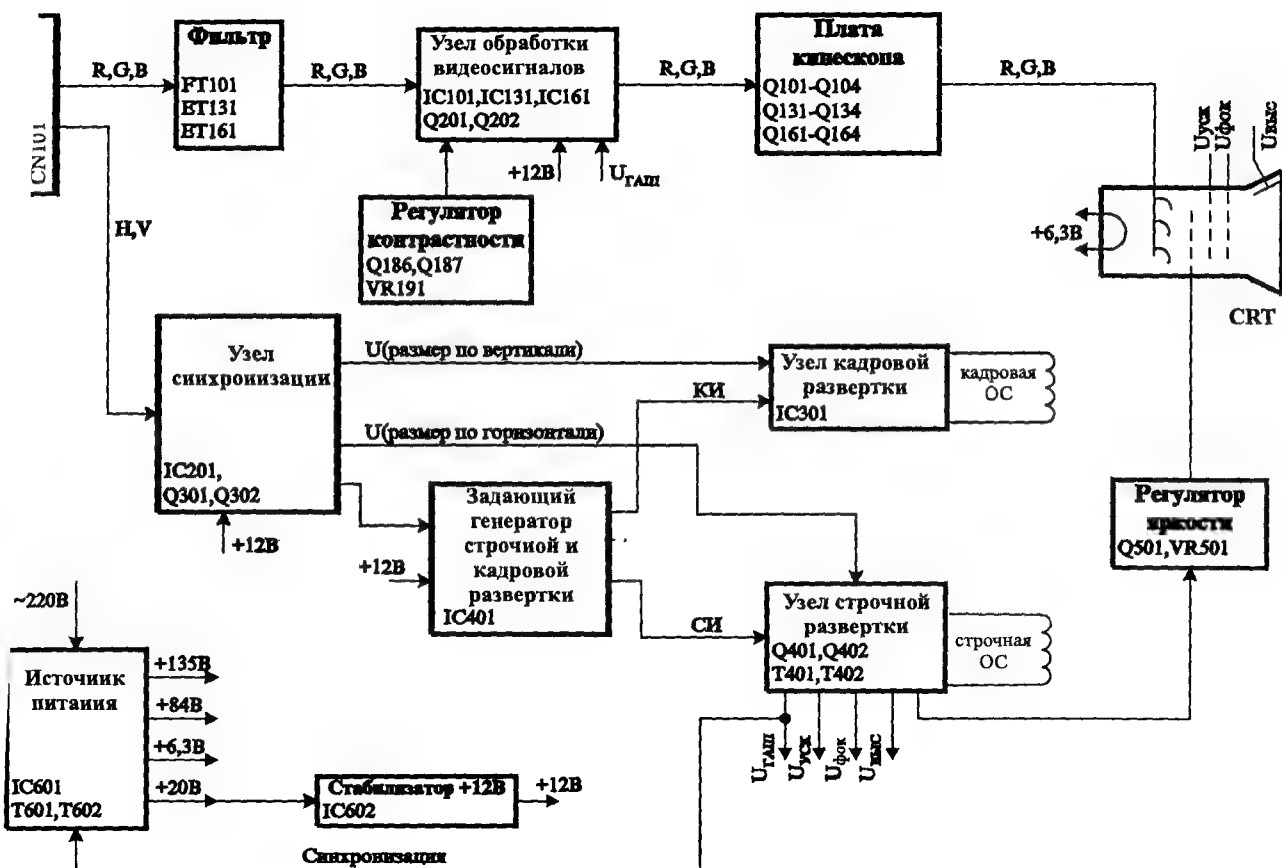 CN101
R,G,B
Фильтр
FT101
ET131
ET161
R,G,B
Узел обработки
видеосигналов
IC101,IC131,IC161
Q201,Q202
R,G,B
Плата
кинескопа
Q101-Q104
Q131-Q134
Q161-Q164
R,G,B
Uуск
Uфок
Uвыс
+12В
UГАШ
H,V
Регулятор
контрастности
Q186,Q187
VR191
+6,3В
CRT
Узел
синхронизации
IC201,
Q301,Q302
+12В
U(размер по вертикали)
U(размер по горизонтали)
КИ
Узел кадровой
развертки
IC301
кадровая
ОС
Задающий
генератор
строчной и
кадровой
развертки
IC401
+12В
СИ
Регулятор
яркости
Q501,VR501
Узел строчной
развертки
Q401,Q402
T401,T402
строчная
ОС
UГАШ
Uуск
Uфок
Uвыс
~220В
Источник
питания
IC601
T601,T602
+135В
+84В
+6,3В
+20В
Стабилизатор +12В
IC602
+12В
Синхронизация